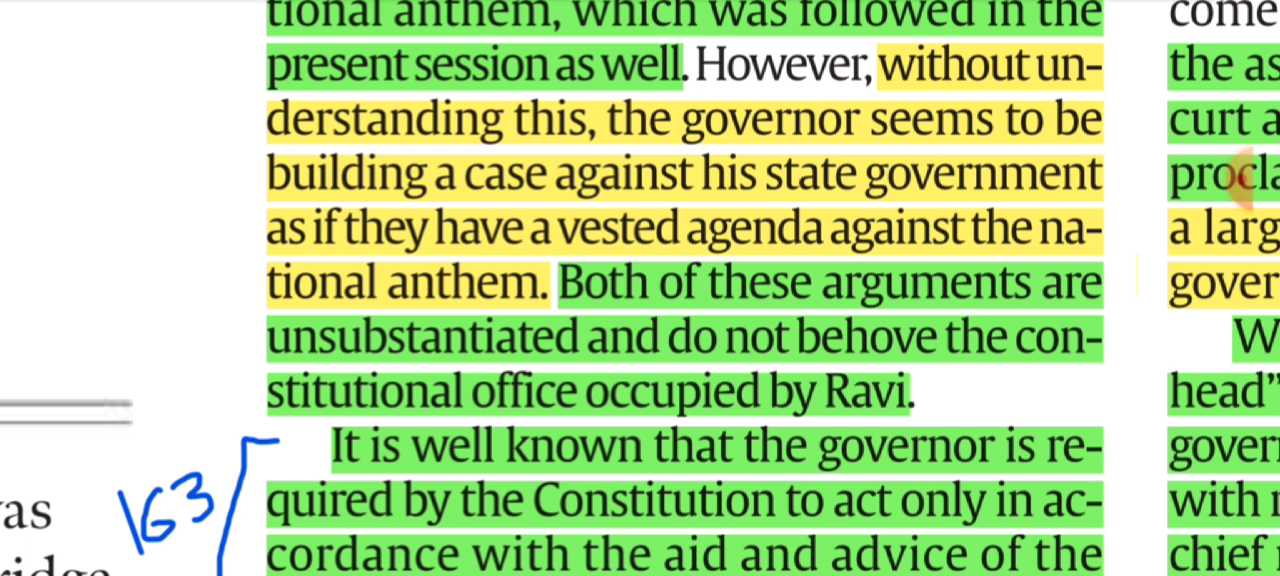 tional anthem, which was followed in the
present session as well. However, without un-
derstanding this, the governor seems to be
building a case against his state government
as if they have a vested agenda against the na-
tional anthem. Both of these arguments are
unsubstantiated and do not behove the con-
stitutional office occupied by Ravi.
It is well known that the governor is re-
quired by the Constitution to act only in ac-
cordance with the aid and advice of the
163
as
come
the as
curt a
a larg
gover
W
head”
govern
with
chief